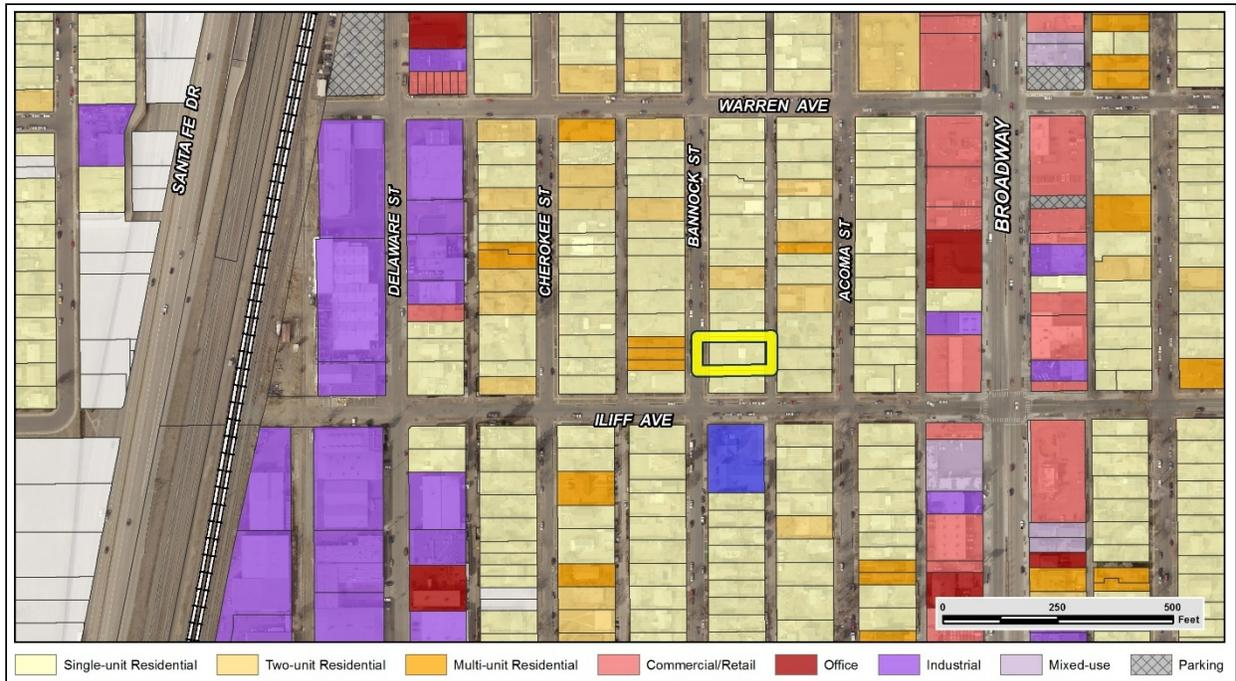 WARREN AVE
SANTA FE DR
DELAWARE ST
CHEROKEE ST
BANNOCK ST
ACOMA ST
BROADWAY
ILIFF AVE
0 250 500
Feet
Single-unit Residential Two-unit Residential Multi-unit Residential Commercial/Retail Office Industrial Mixed-use Parking